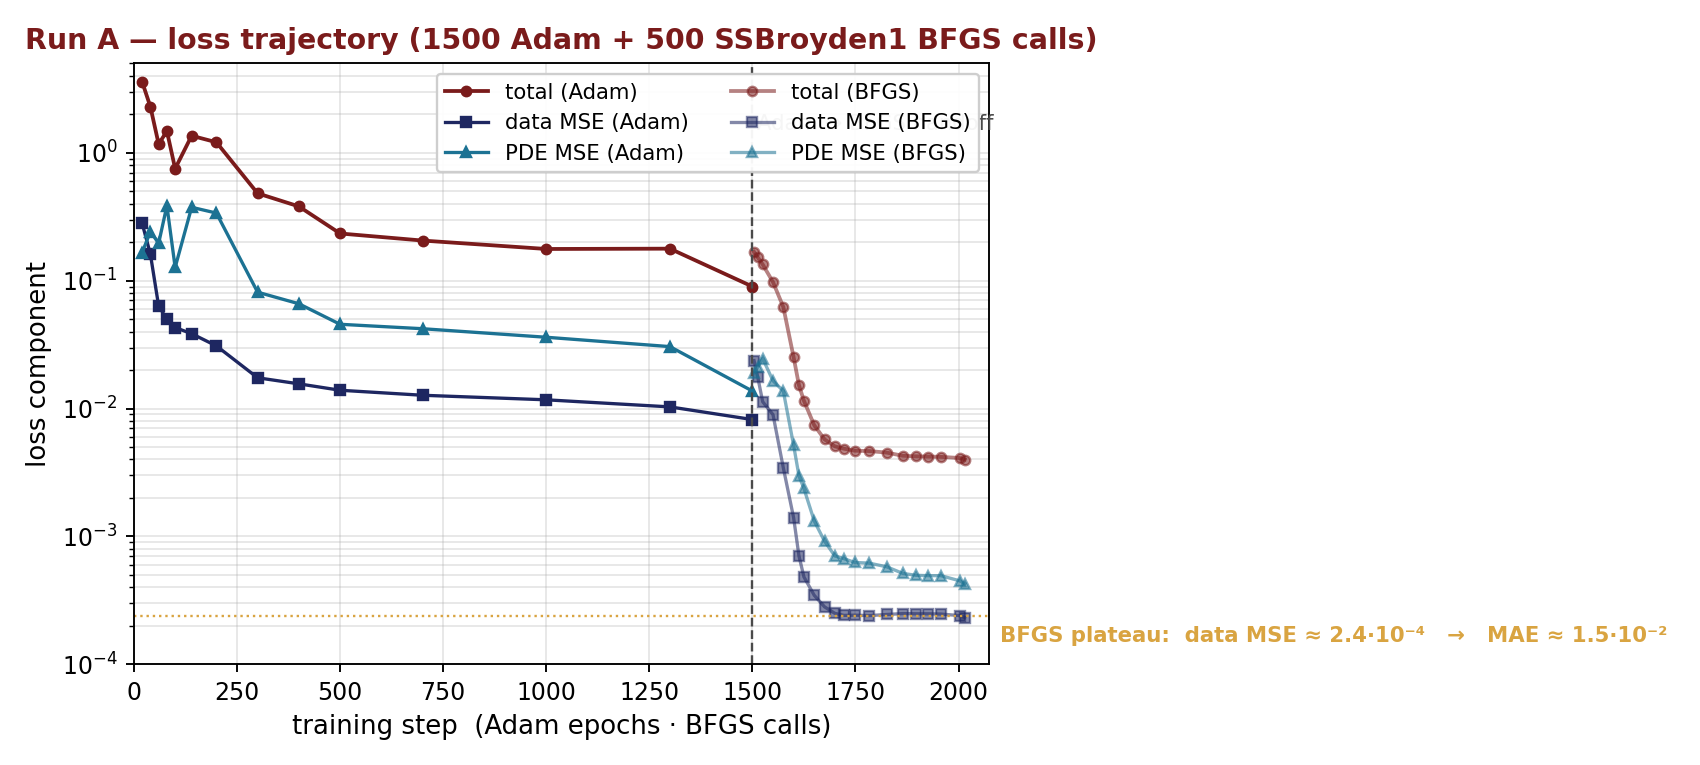 Run A — loss trajectory (1500 Adam + 500 SSBroyden1 BFGS calls)
total (Adam)
data MSE (Adam)
PDE MSE (Adam)
total (BFGS)
data MSE (BFGS)
PDE MSE (BFGS)
loss component
10⁰
10⁻¹
10⁻²
10⁻³
10⁻⁴
0 250 500 750 1000 1250 1500 1750 2000
training step (Adam epochs · BFGS calls)
BFGS plateau: data MSE ≈ 2.4·10⁻⁴ → MAE ≈ 1.5·10⁻²